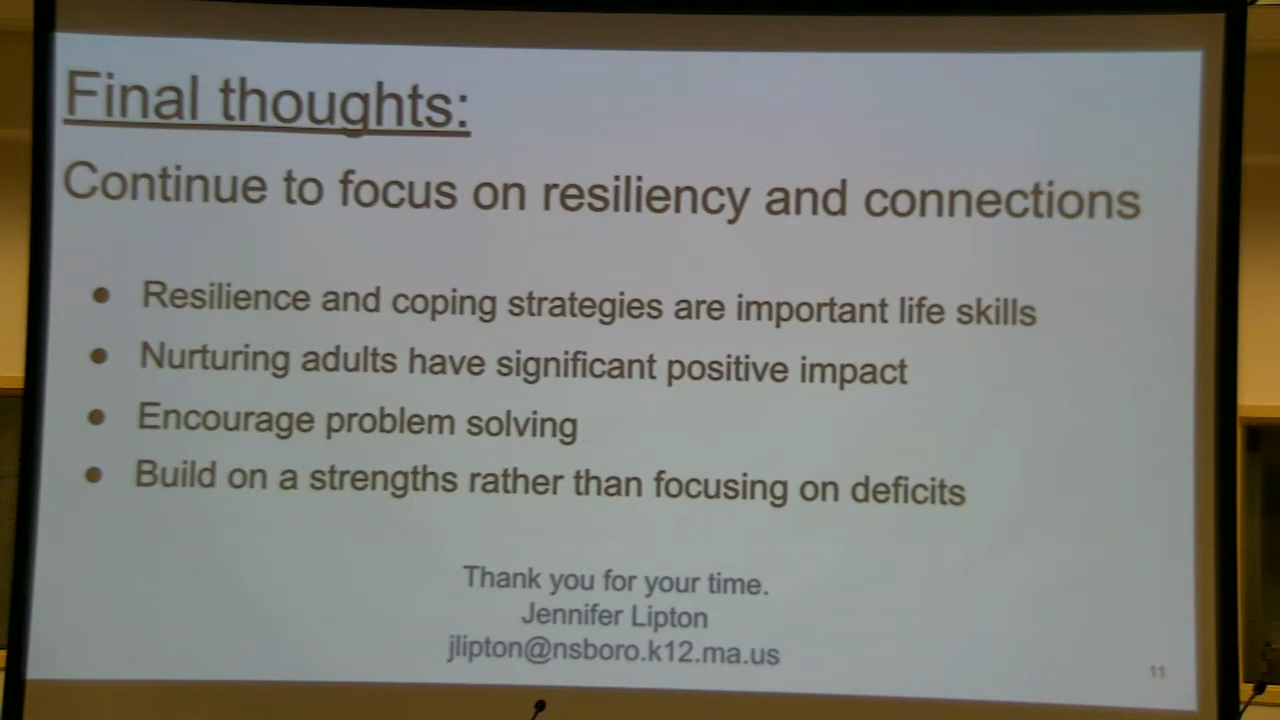 Final thoughts:
Continue to focus on resiliency and connections
● Resilience and coping strategies are important life skills
● Nurturing adults have significant positive impact
● Encourage problem solving
● Build on a strengths rather than focusing on deficits
Thank you for your time.
Jennifer Lipton
jlipton@nsboro.k12.ma.us
11